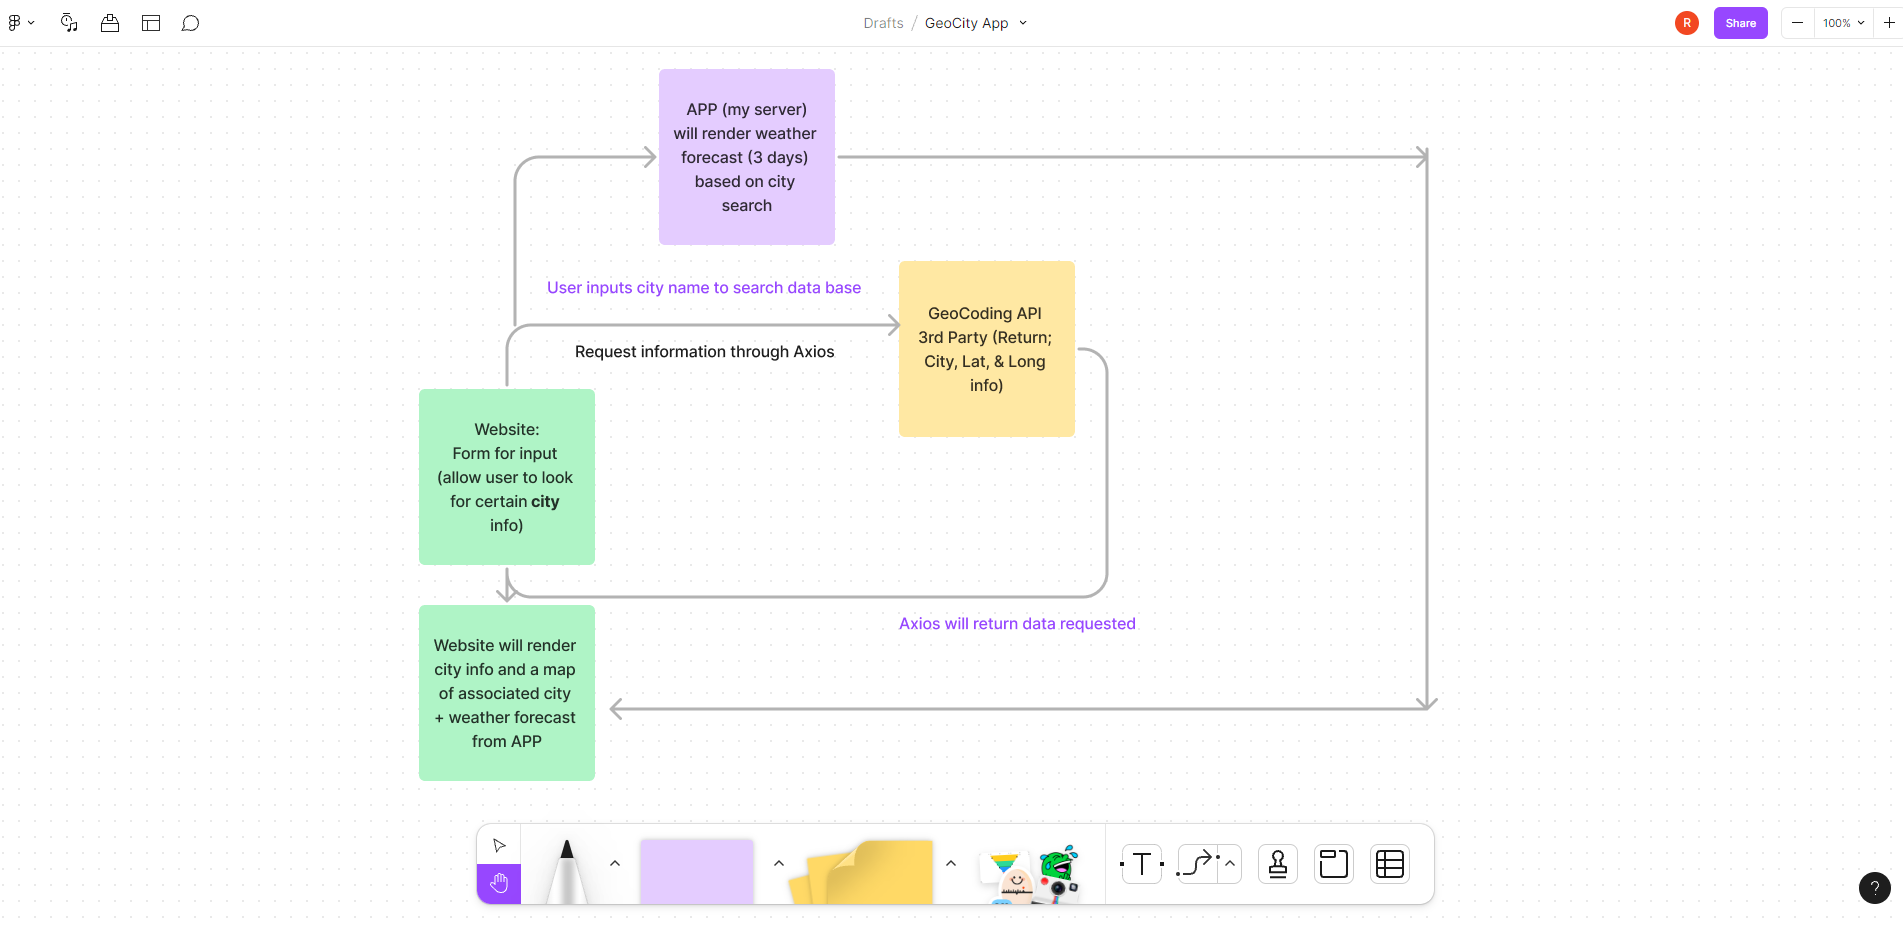 Drafts / GeoCity App
R
Share
100%
APP (my server)
will render weather
forecast (3 days)
based on city
search
User inputs city name to search data base
GeoCoding API
3rd Party (Return;
City, Lat, & Long
info)
Request information through Axios
Website:
Form for input
(allow user to look
for certain city
info)
Axios will return data requested
Website will render
city info and a map
of associated city
+ weather forecast
from APP
T
?